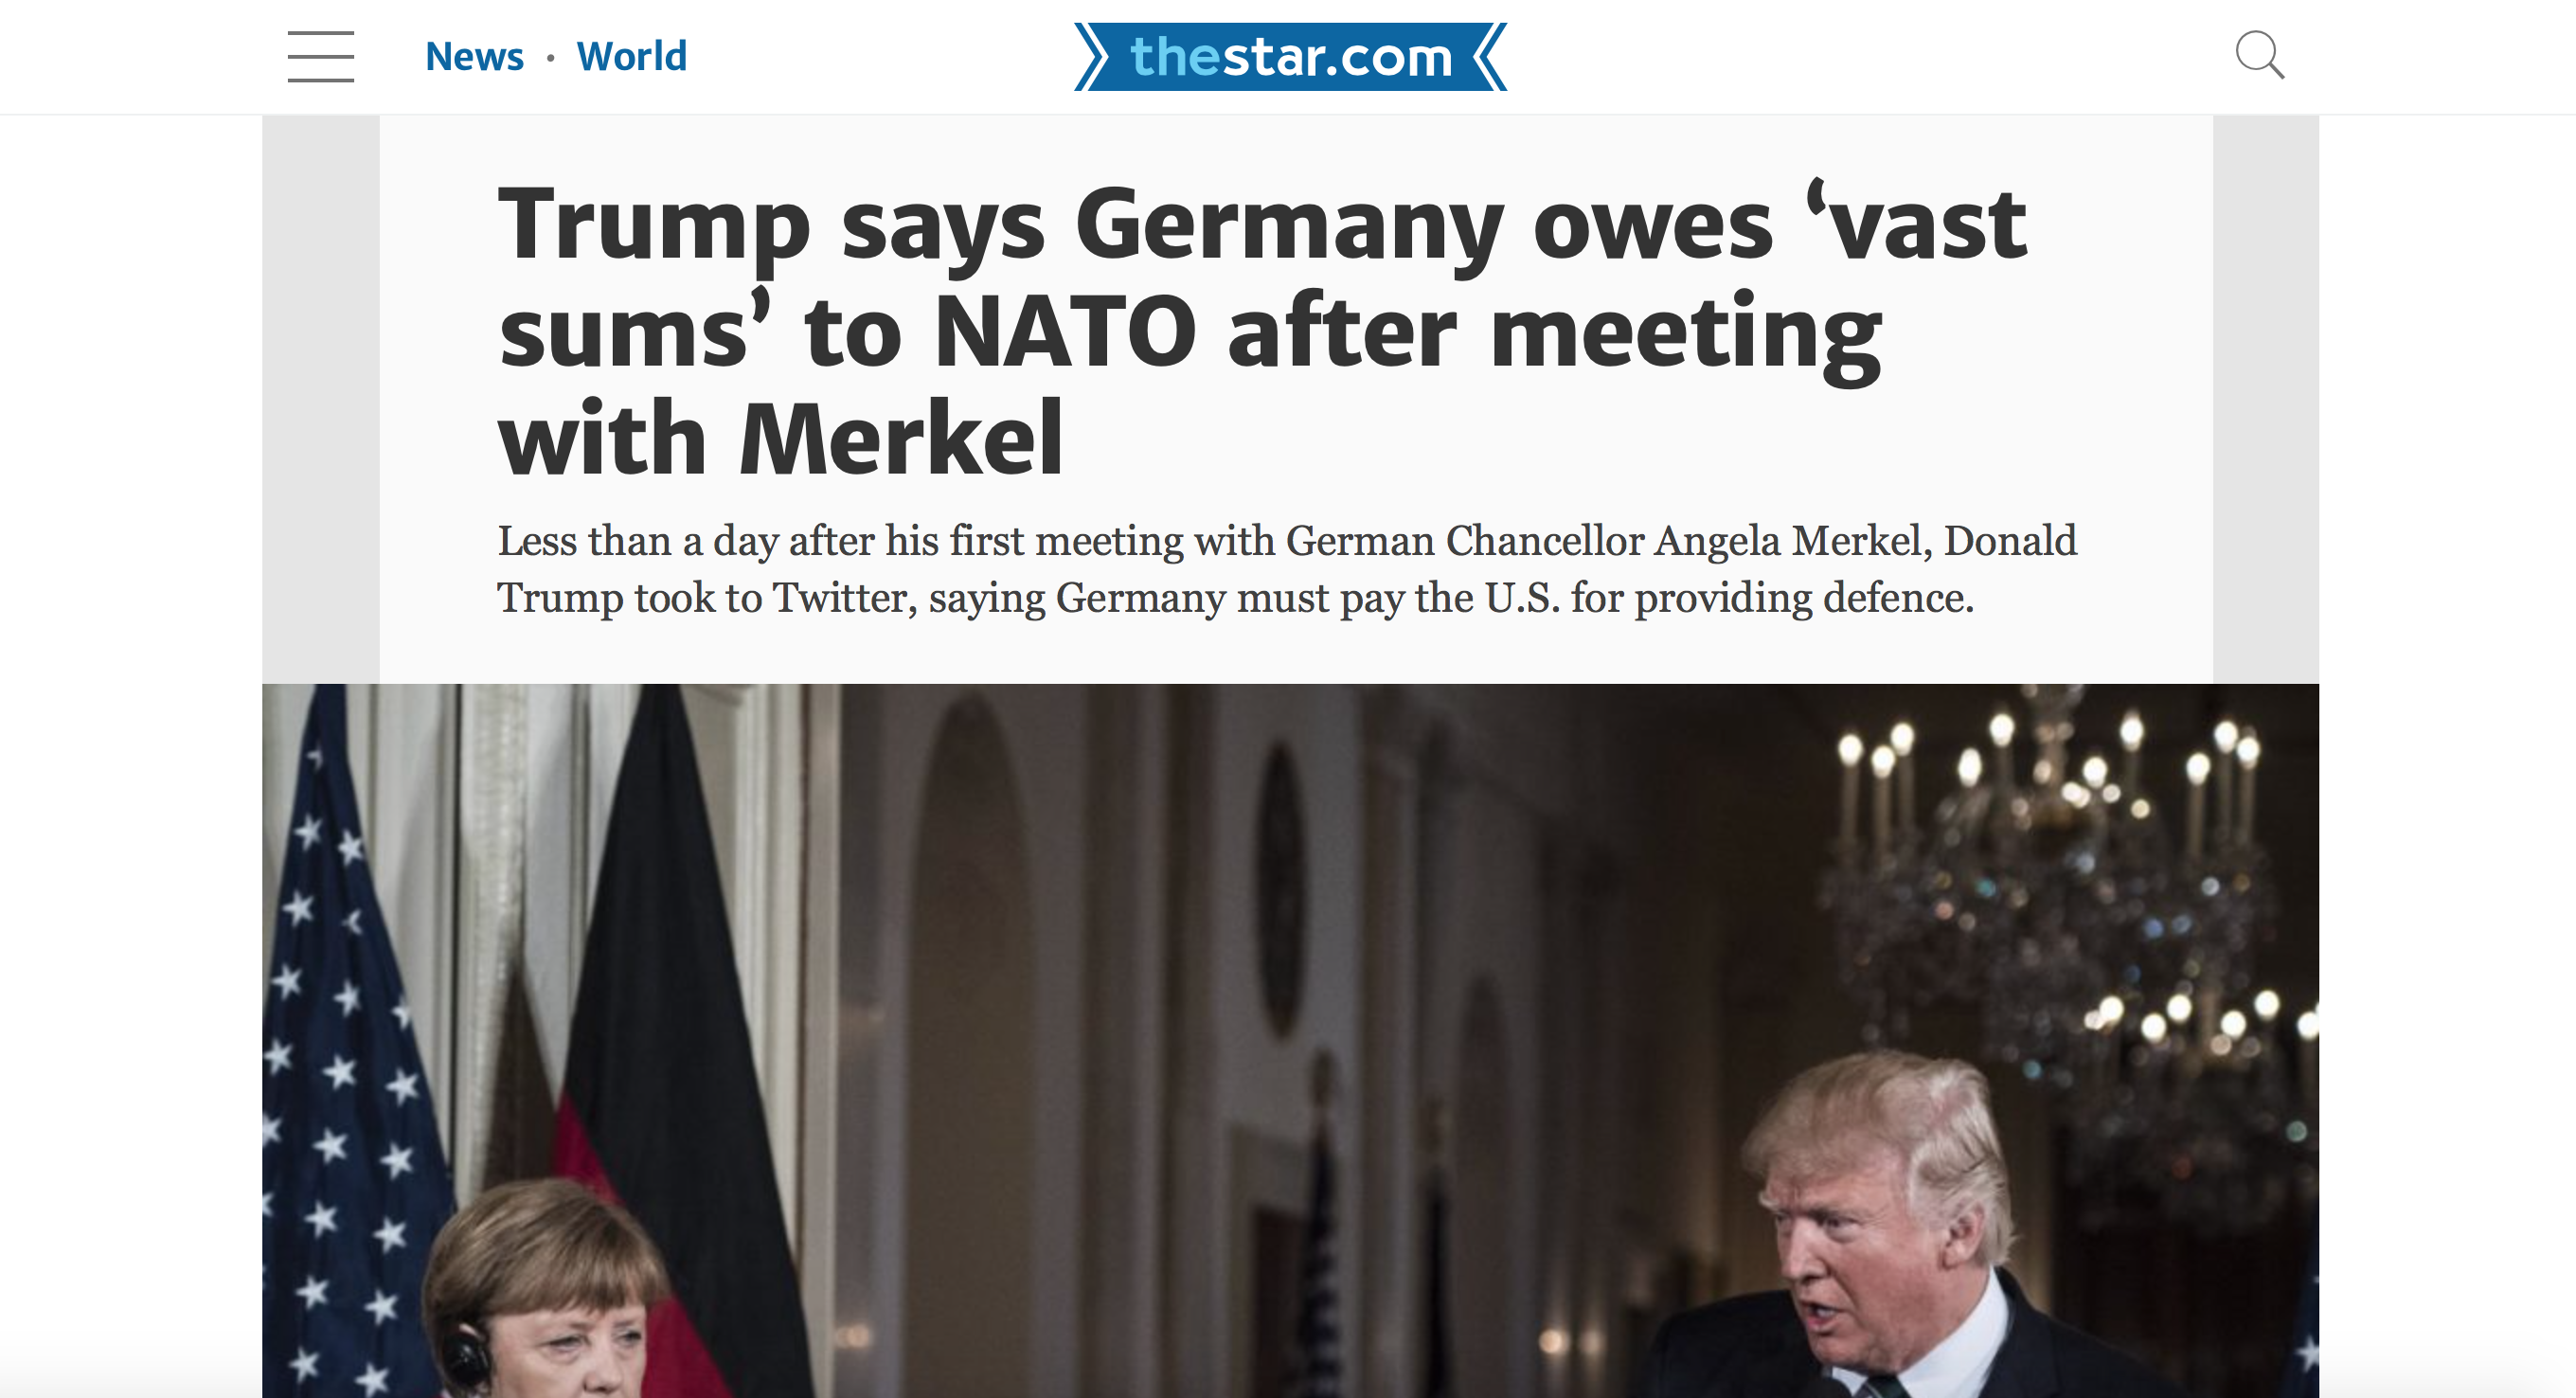 News • World
thestar.com
Trump says Germany owes ‘vast
sums’ to NATO after meeting
with Merkel
Less than a day after his first meeting with German Chancellor Angela Merkel, Donald
Trump took to Twitter, saying Germany must pay the U.S. for providing defence.